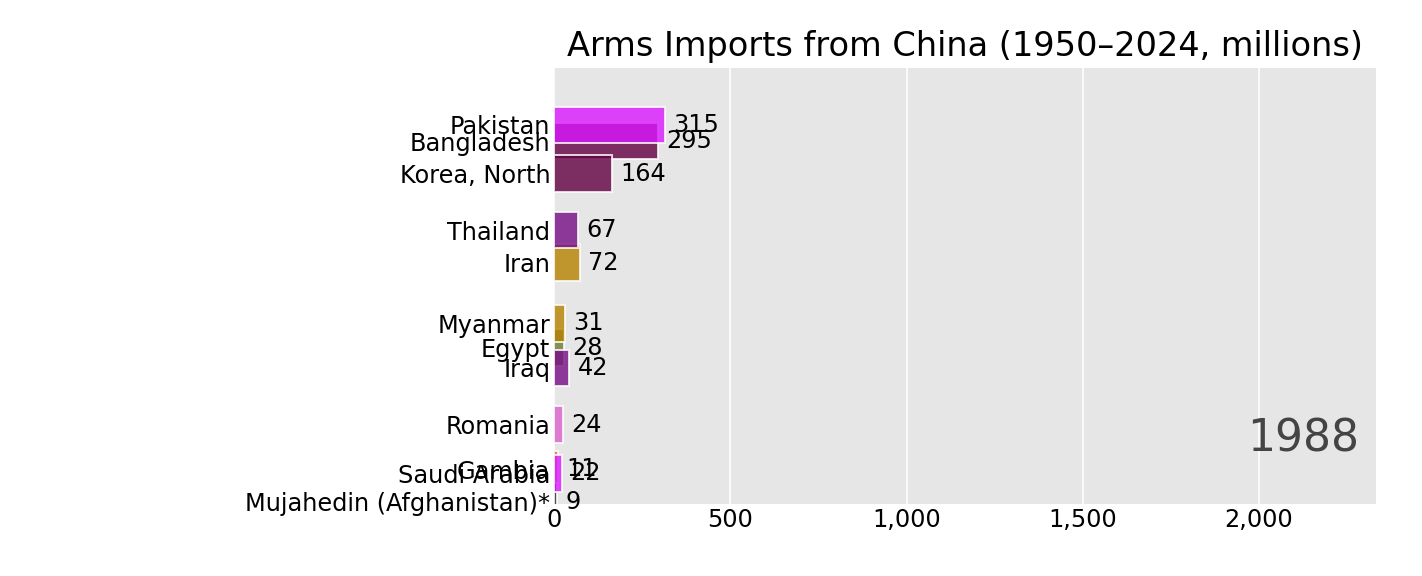 Arms Imports from China (1950–2024, millions)
Pakistan 315
Bangladesh 295
Korea, North 164
Thailand 67
Iran 72
Myanmar 31
Egypt 28
Iraq 42
Romania 24
Gambia 11
Saudi Arabia 22
Mujahedin (Afghanistan)* 9
1988
0 500 1,000 1,500 2,000